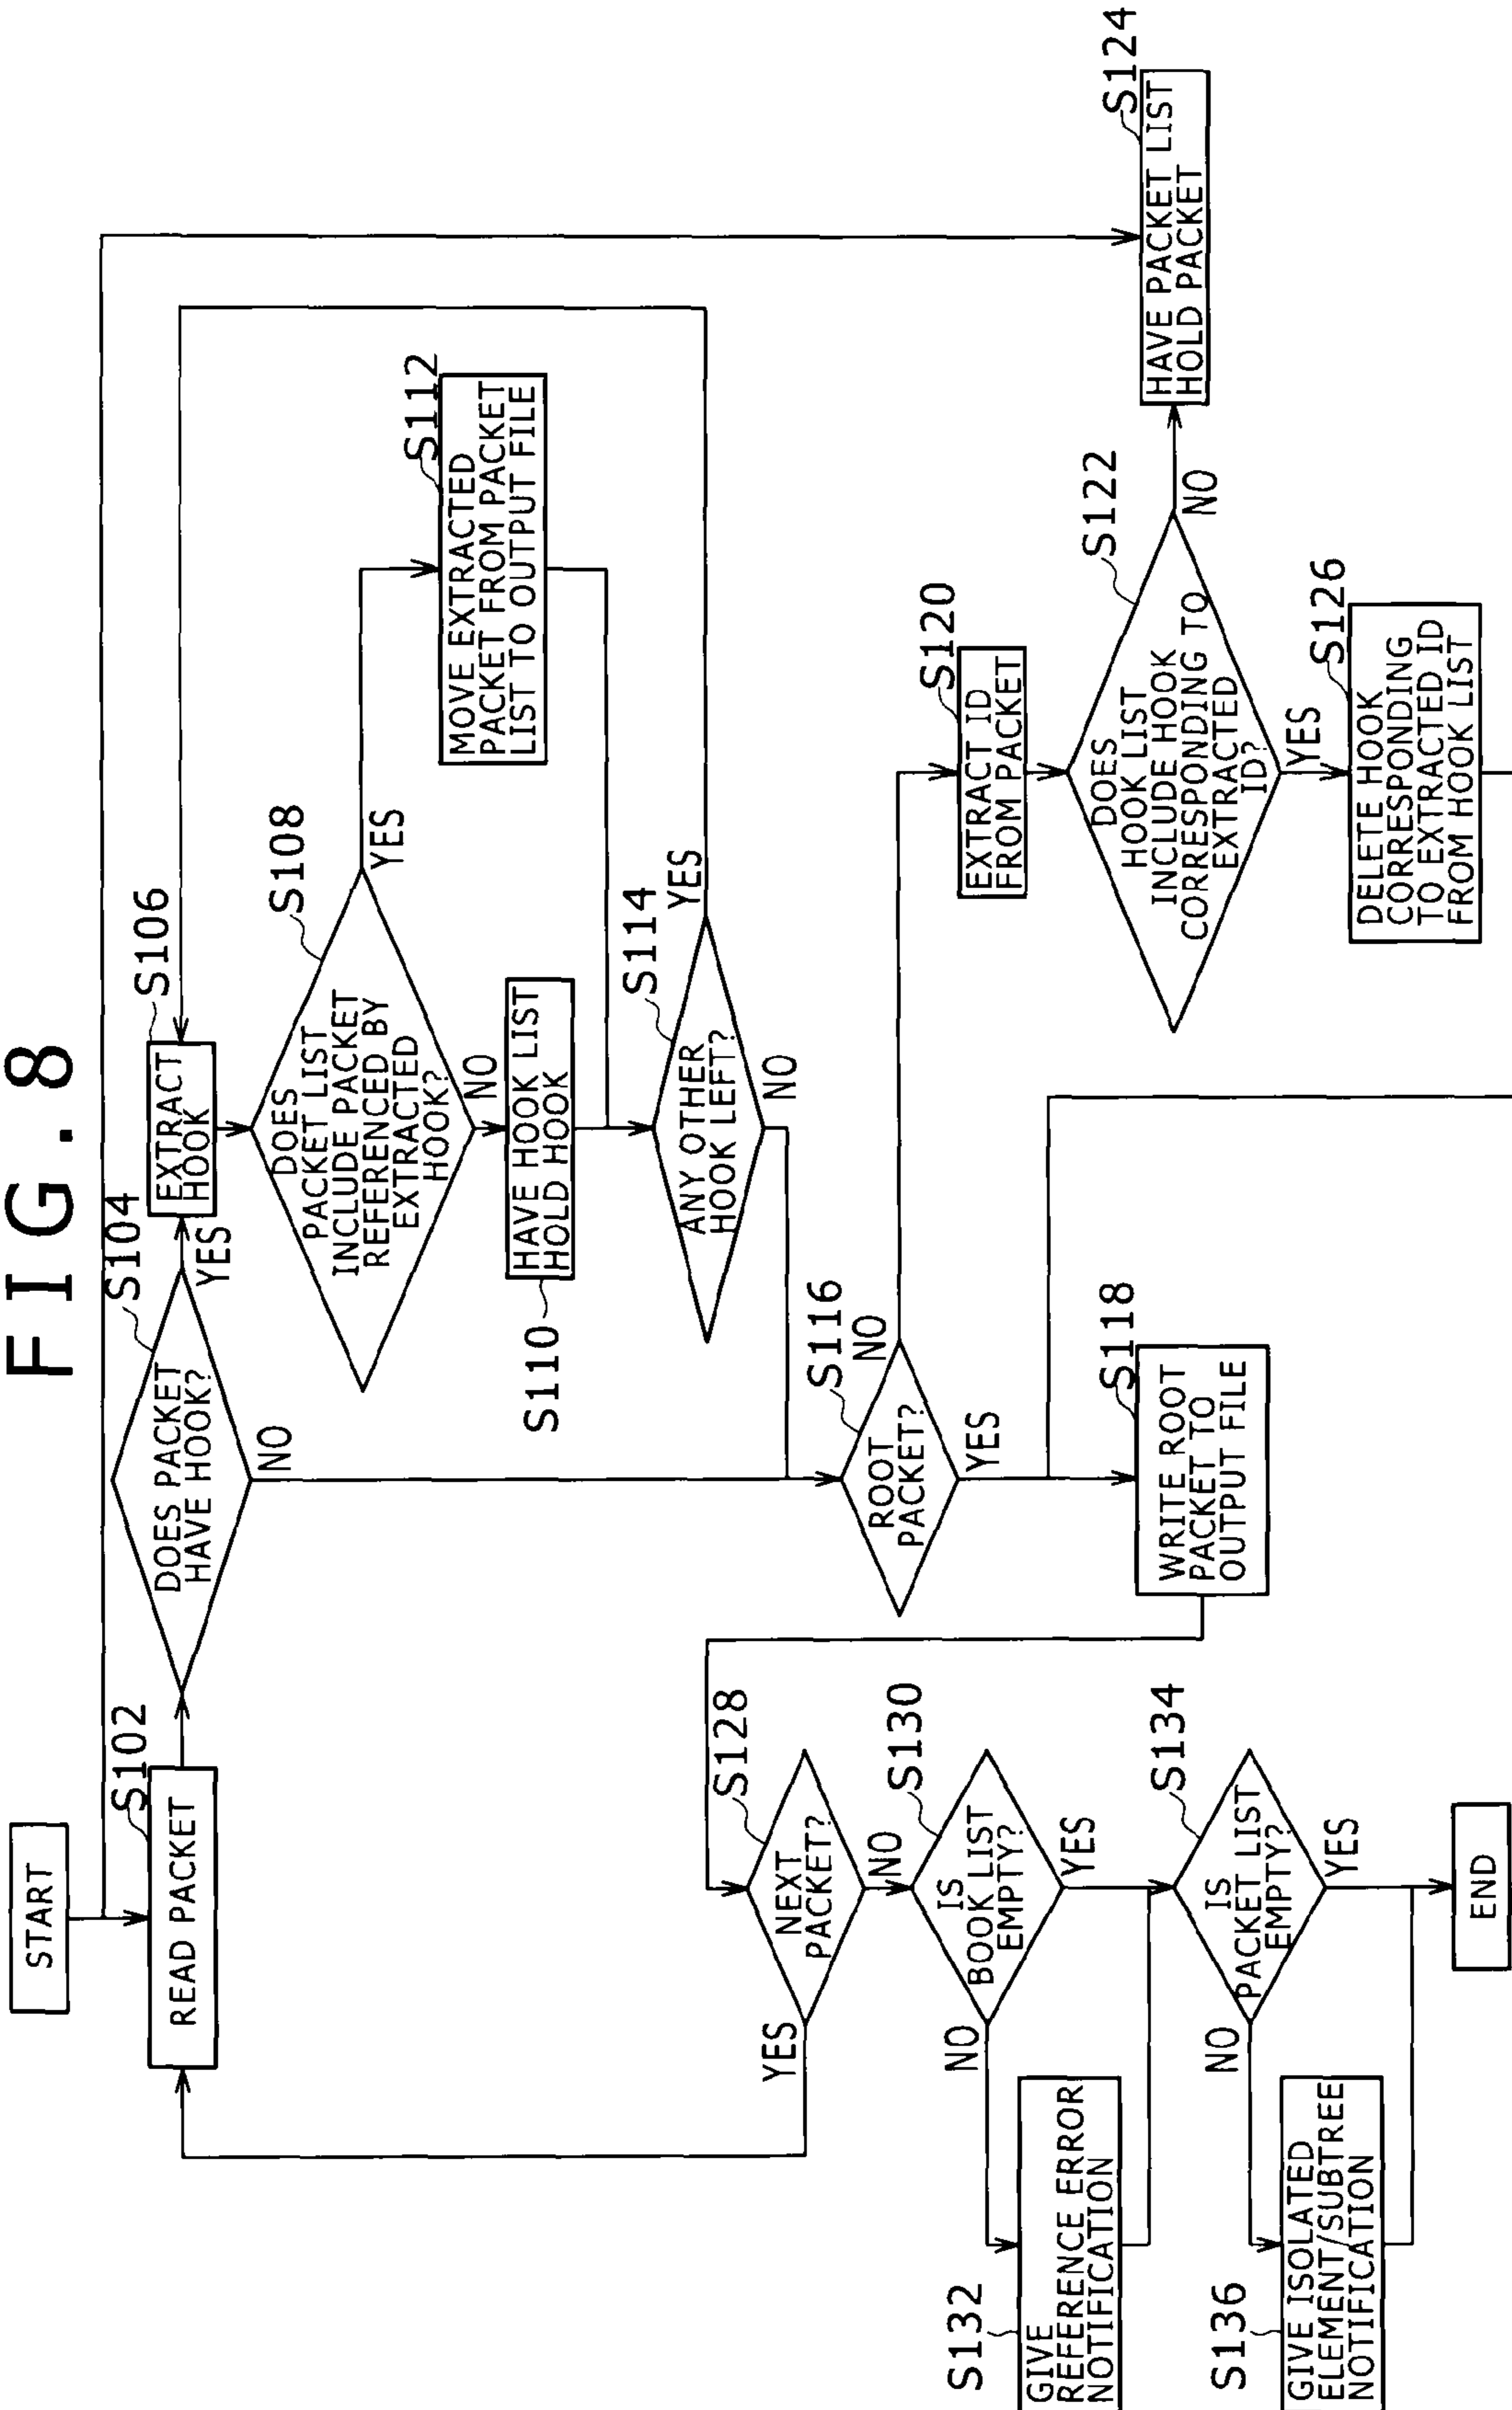 FIG. 8
START
S102
READ PACKET
S104
DOES PACKET
HAVE HOOK?
YES
NO
S106
EXTRACT
HOOK
S108
DOES
PACKET LIST
INCLUDE PACKET
REFERENCED BY
EXTRACTED
HOOK?
YES
NO
S110
HAVE HOOK LIST
HOLD HOOK
S112
MOVE EXTRACTED
PACKET FROM PACKET
LIST TO OUTPUT FILE
S114
ANY OTHER
HOOK LEFT?
YES
NO
S116
ROOT
PACKET?
NO
YES
S118
WRITE ROOT
PACKET TO
OUTPUT FILE
S120
EXTRACT ID
FROM PACKET
S122
DOES
HOOK LIST
INCLUDE HOOK
CORRESPONDING TO
EXTRACTED
ID?
NO
YES
S124
HAVE PACKET LIST
HOLD PACKET
S126
DELETE HOOK
CORRESPONDING
TO EXTRACTED ID
FROM HOOK LIST
S128
NEXT
PACKET?
YES
NO
S130
IS
BOOK LIST
EMPTY?
NO
YES
S132
GIVE
REFERENCE ERROR
NOTIFICATION
S134
IS
PACKET LIST
EMPTY?
NO
YES
S136
GIVE ISOLATED
ELEMENT/SUBTREE
NOTIFICATION
END